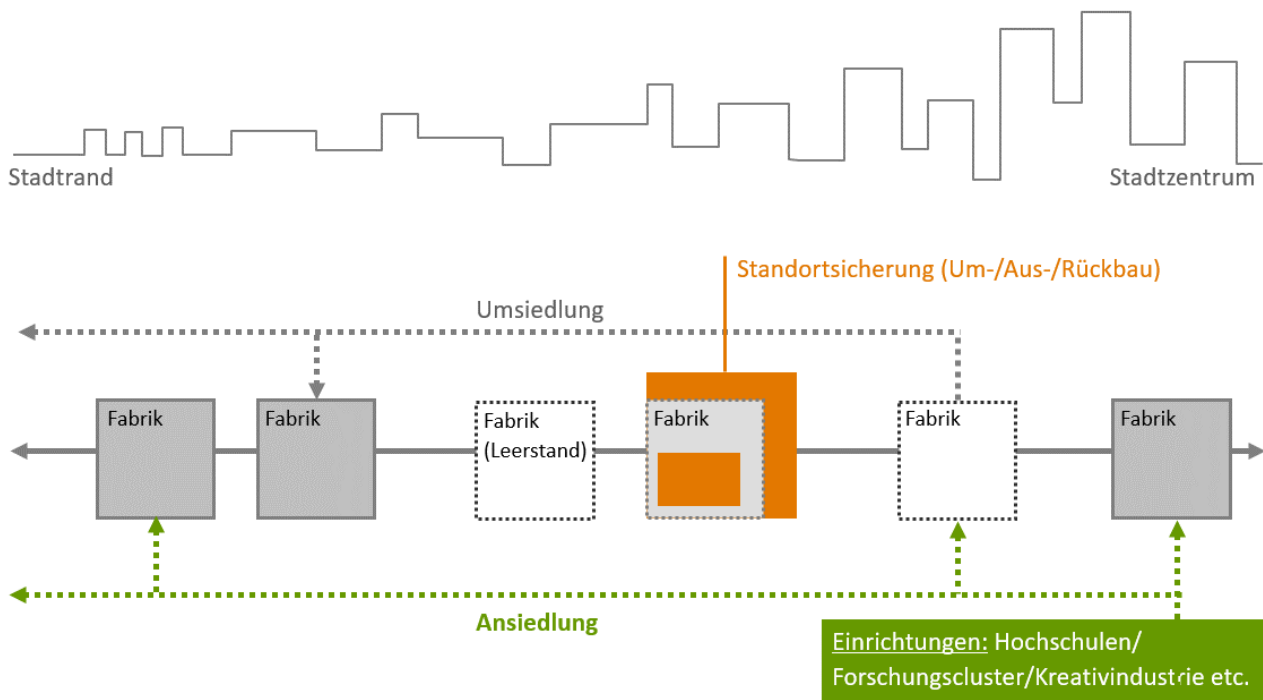 Stadtrand
Stadtzentrum
Standortsicherung (Um-/Aus-/Rückbau)
Umsiedlung
Fabrik
Fabrik
Fabrik
(Leerstand)
Fabrik
Fabrik
Fabrik
Ansiedlung
Einrichtungen: Hochschulen/
Forschungscluster/Kreativindustrie etc.